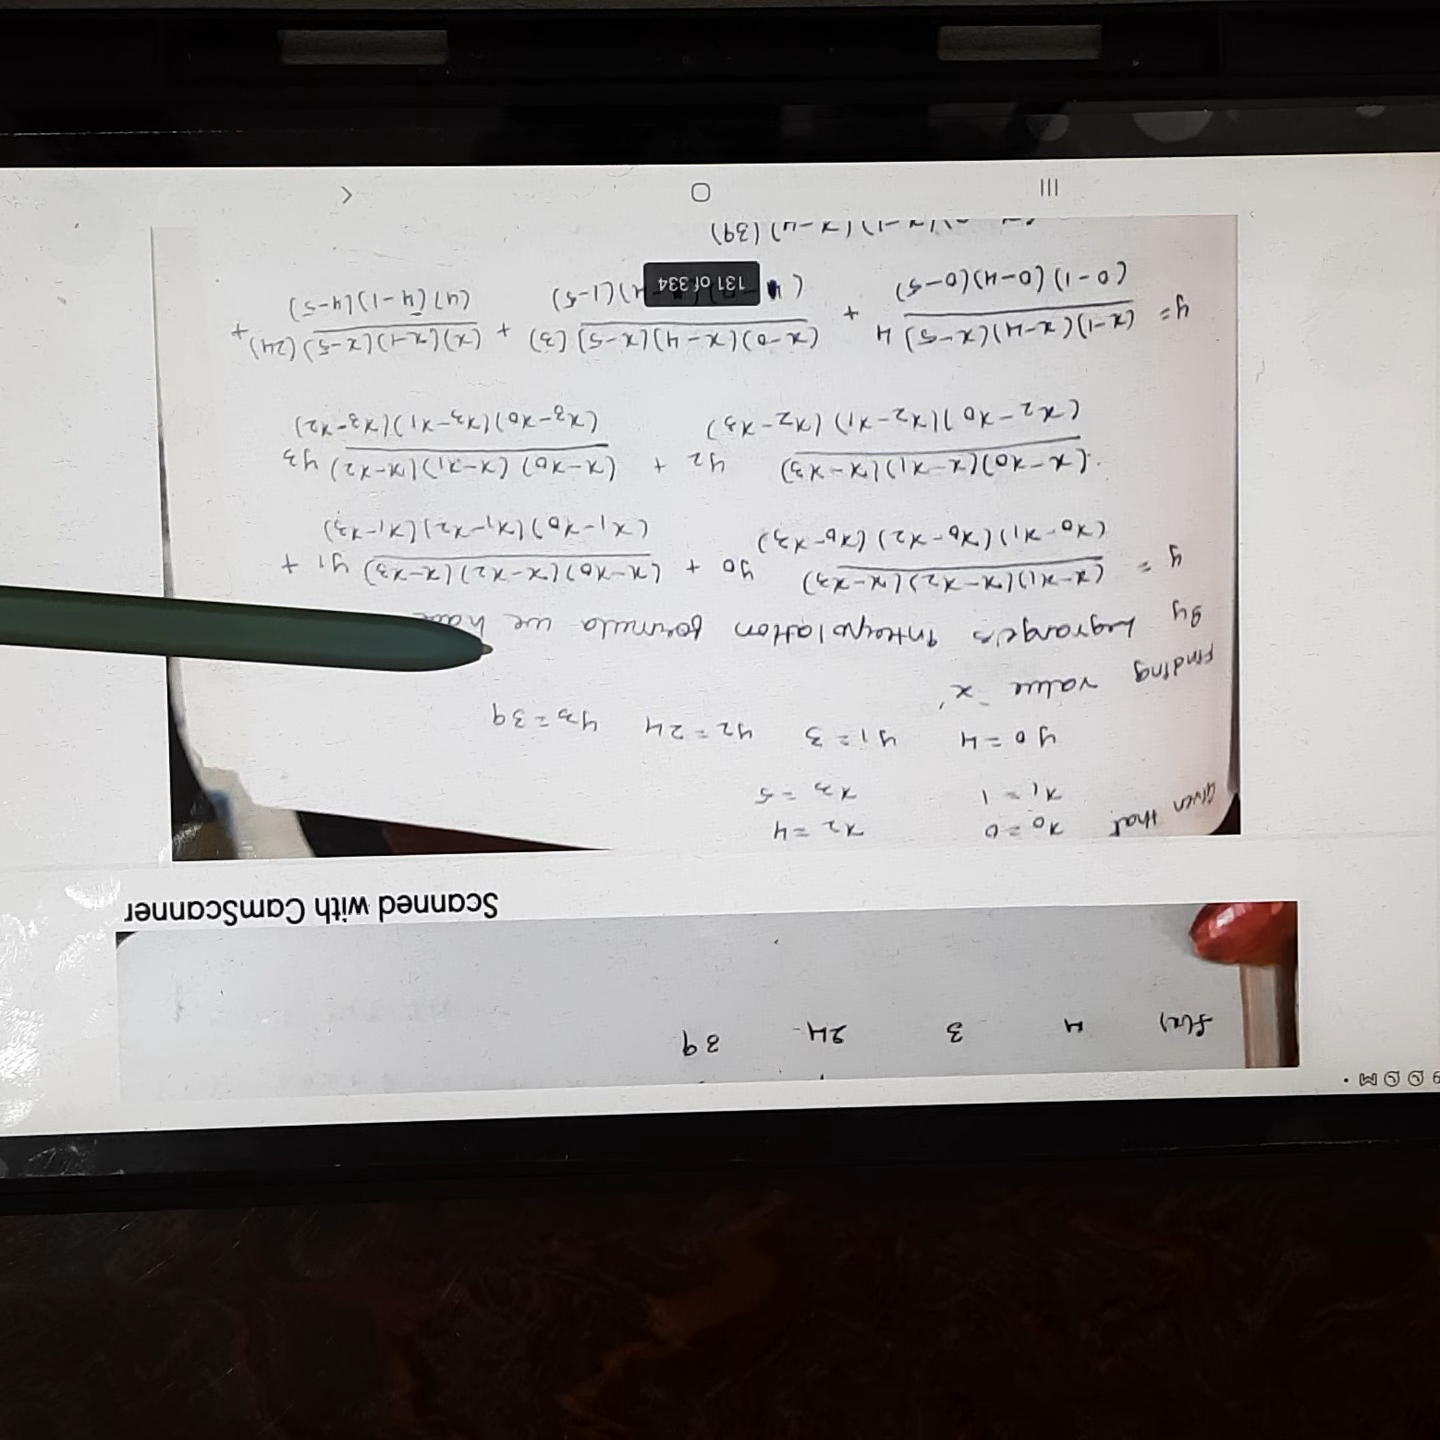 f(x) 4 3 24 39
Scanned with CamScanner
Given that x0 = 0 x2 = 4
x1 = 1 x3 = 5
y0 = 4 y1 = 3 y2 = 24 y3 = 39
Finding value 'x'
By Lagrange's Interpolation formula we have
y = (x-x1)(x-x2)(x-x3) y0 + (x-x0)(x-x2)(x-x3) y1 +
(x0-x1)(x0-x2)(x0-x3) (x1-x0)(x1-x2)(x1-x3)
(x-x0)(x-x1)(x-x3) y2 + (x-x0)(x-x1)(x-x2) y3
(x2-x0)(x2-x1)(x2-x3) (x3-x0)(x3-x1)(x3-x2)
y = (x-1)(x-4)(x-5) 4 + (x-0)(x-4)(x-5) (3) + (x)(x-1)(x-5) (24) +
(0-1)(0-4)(0-5) (1-5) (4)(4-1)(4-5)
131 of 334
(x-1)(x-4)(39)